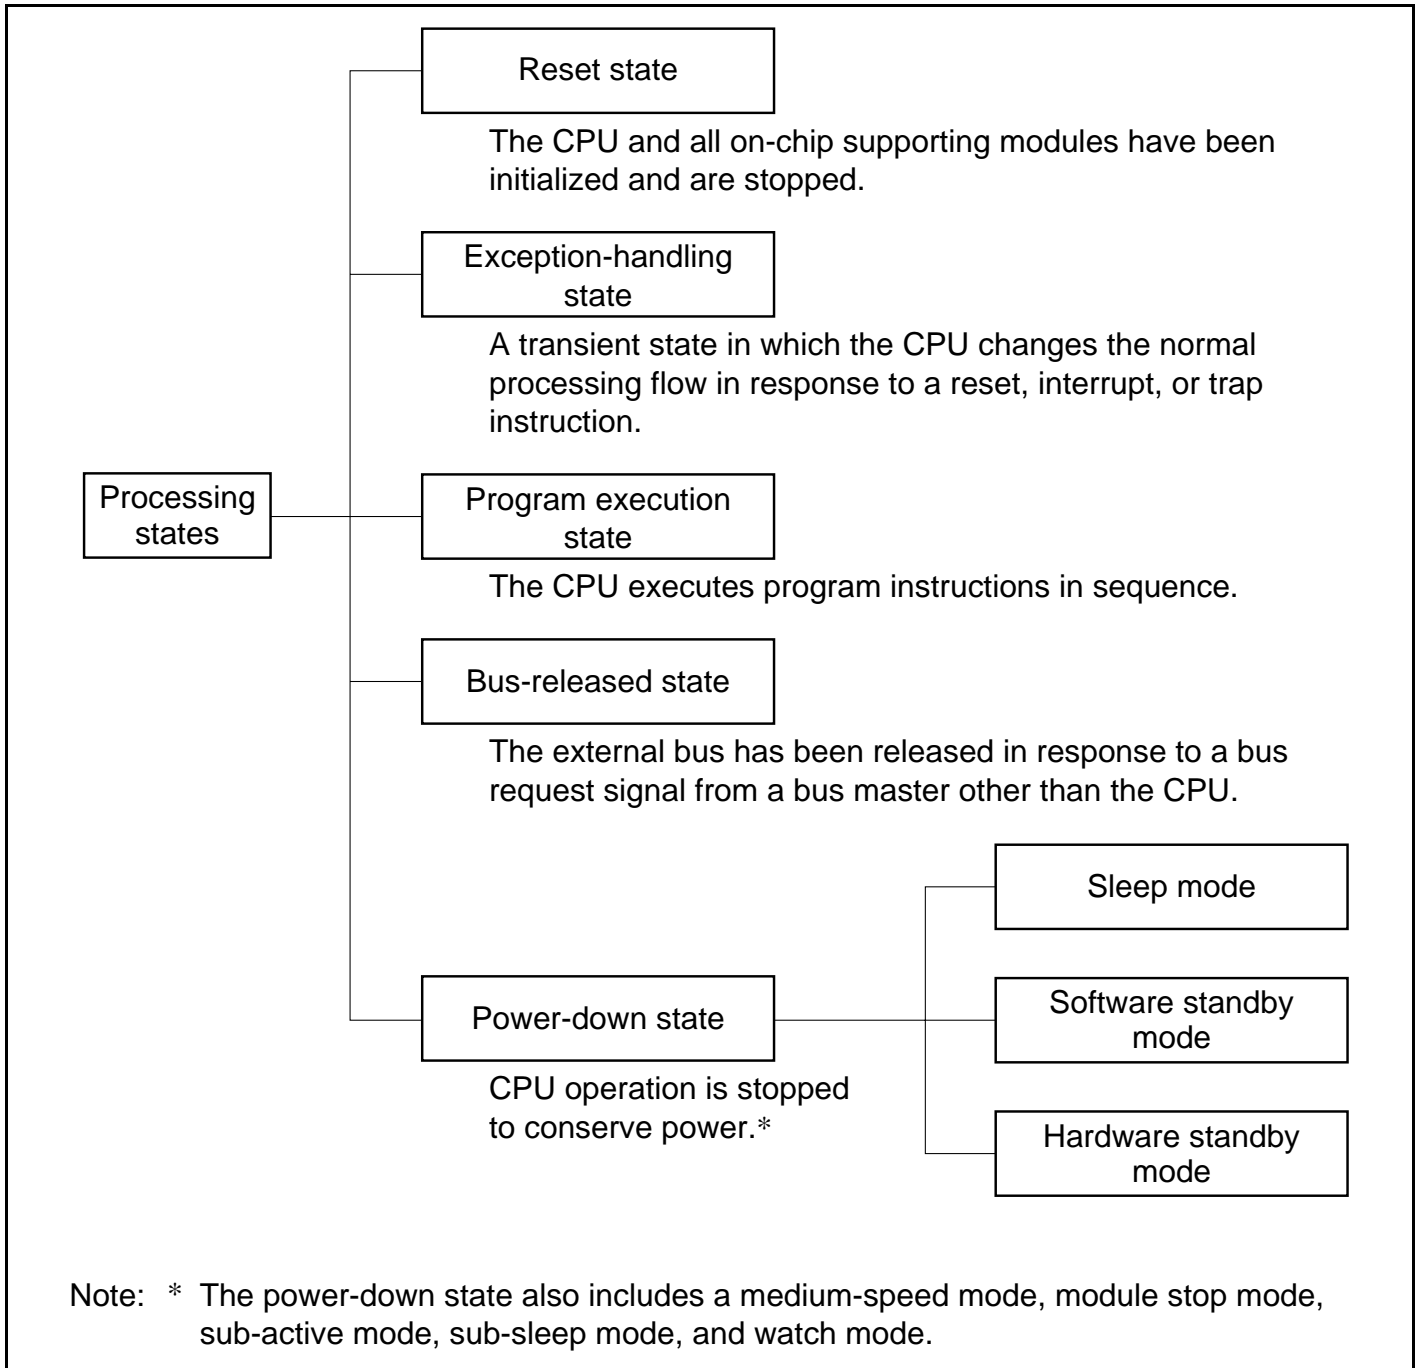 Reset state
The CPU and all on-chip supporting modules have been
initialized and are stopped.
Exception-handling
state
A transient state in which the CPU changes the normal
processing flow in response to a reset, interrupt, or trap
instruction.
Processing
states
Program execution
state
The CPU executes program instructions in sequence.
Bus-released state
The external bus has been released in response to a bus
request signal from a bus master other than the CPU.
Power-down state
CPU operation is stopped
to conserve power.*
Sleep mode
Software standby
mode
Hardware standby
mode
Note: * The power-down state also includes a medium-speed mode, module stop mode,
sub-active mode, sub-sleep mode, and watch mode.